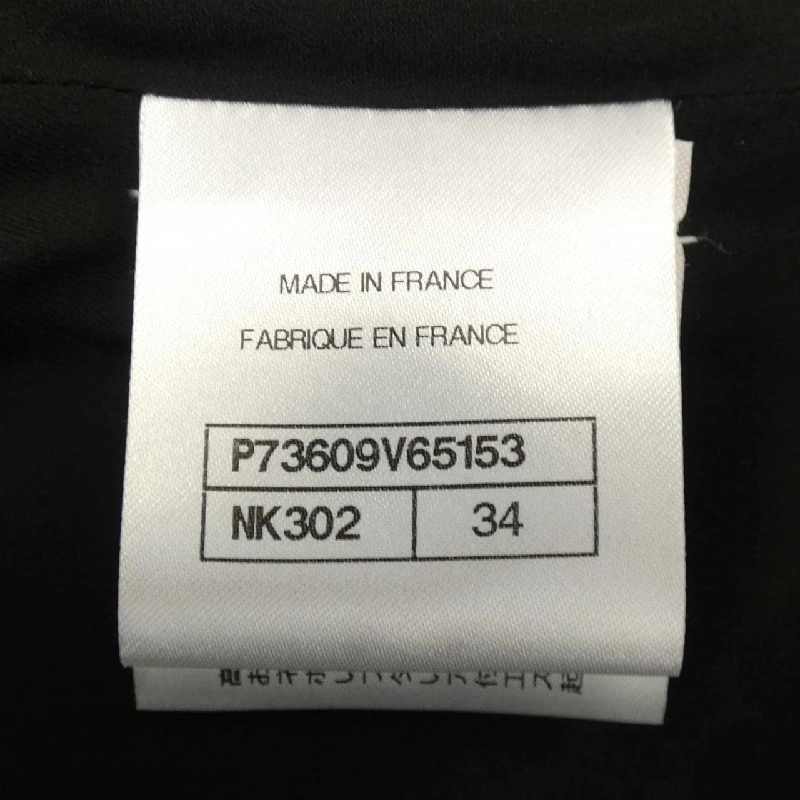 MADE IN FRANCE
FABRIQUE EN FRANCE
P73609V65153
NK302 34